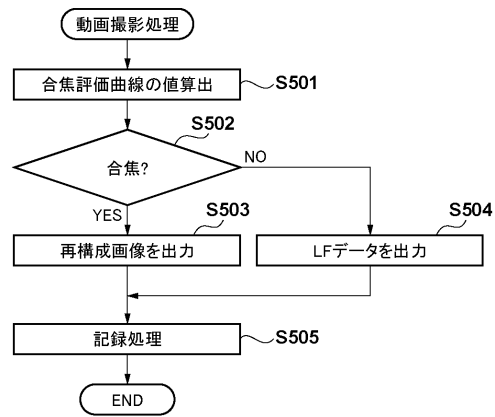 動画撮影処理
合焦評価曲線の値算出
S501
S502
合焦?
NO
YES
S503
S504
再構成画像を出力
LFデータを出力
記録処理
S505
END